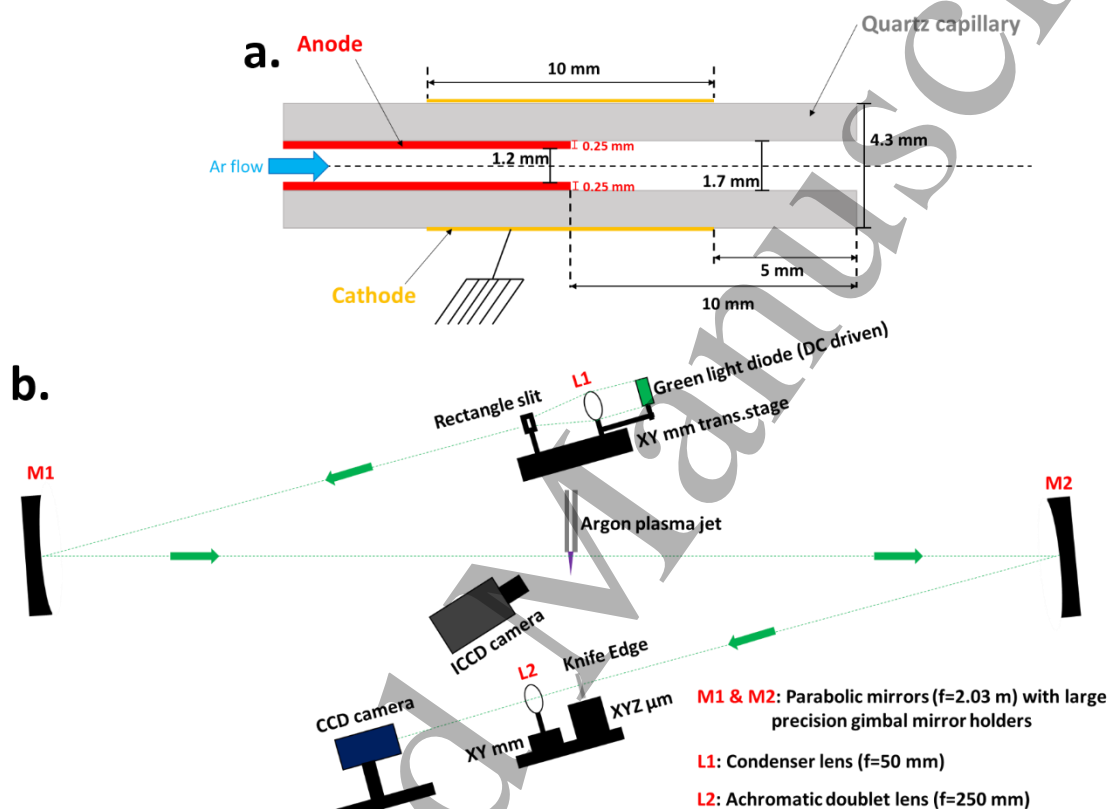 a.
Anode
Quartz capillary
10 mm
0.25 mm
4.3 mm
Ar flow
1.2 mm
1.7 mm
0.25 mm
5 mm
Cathode
10 mm
b.
Green light diode (DC driven)
L1
Rectangle slit
XY mm trans.stage
M1
M2
Argon plasma jet
ICCD camera
Knife Edge
L2
XYZ µm
CCD camera
XY mm
M1 & M2: Parabolic mirrors (f=2.03 m) with large
precision gimbal mirror holders
L1: Condenser lens (f=50 mm)
L2: Achromatic doublet lens (f=250 mm)
d Manuscri